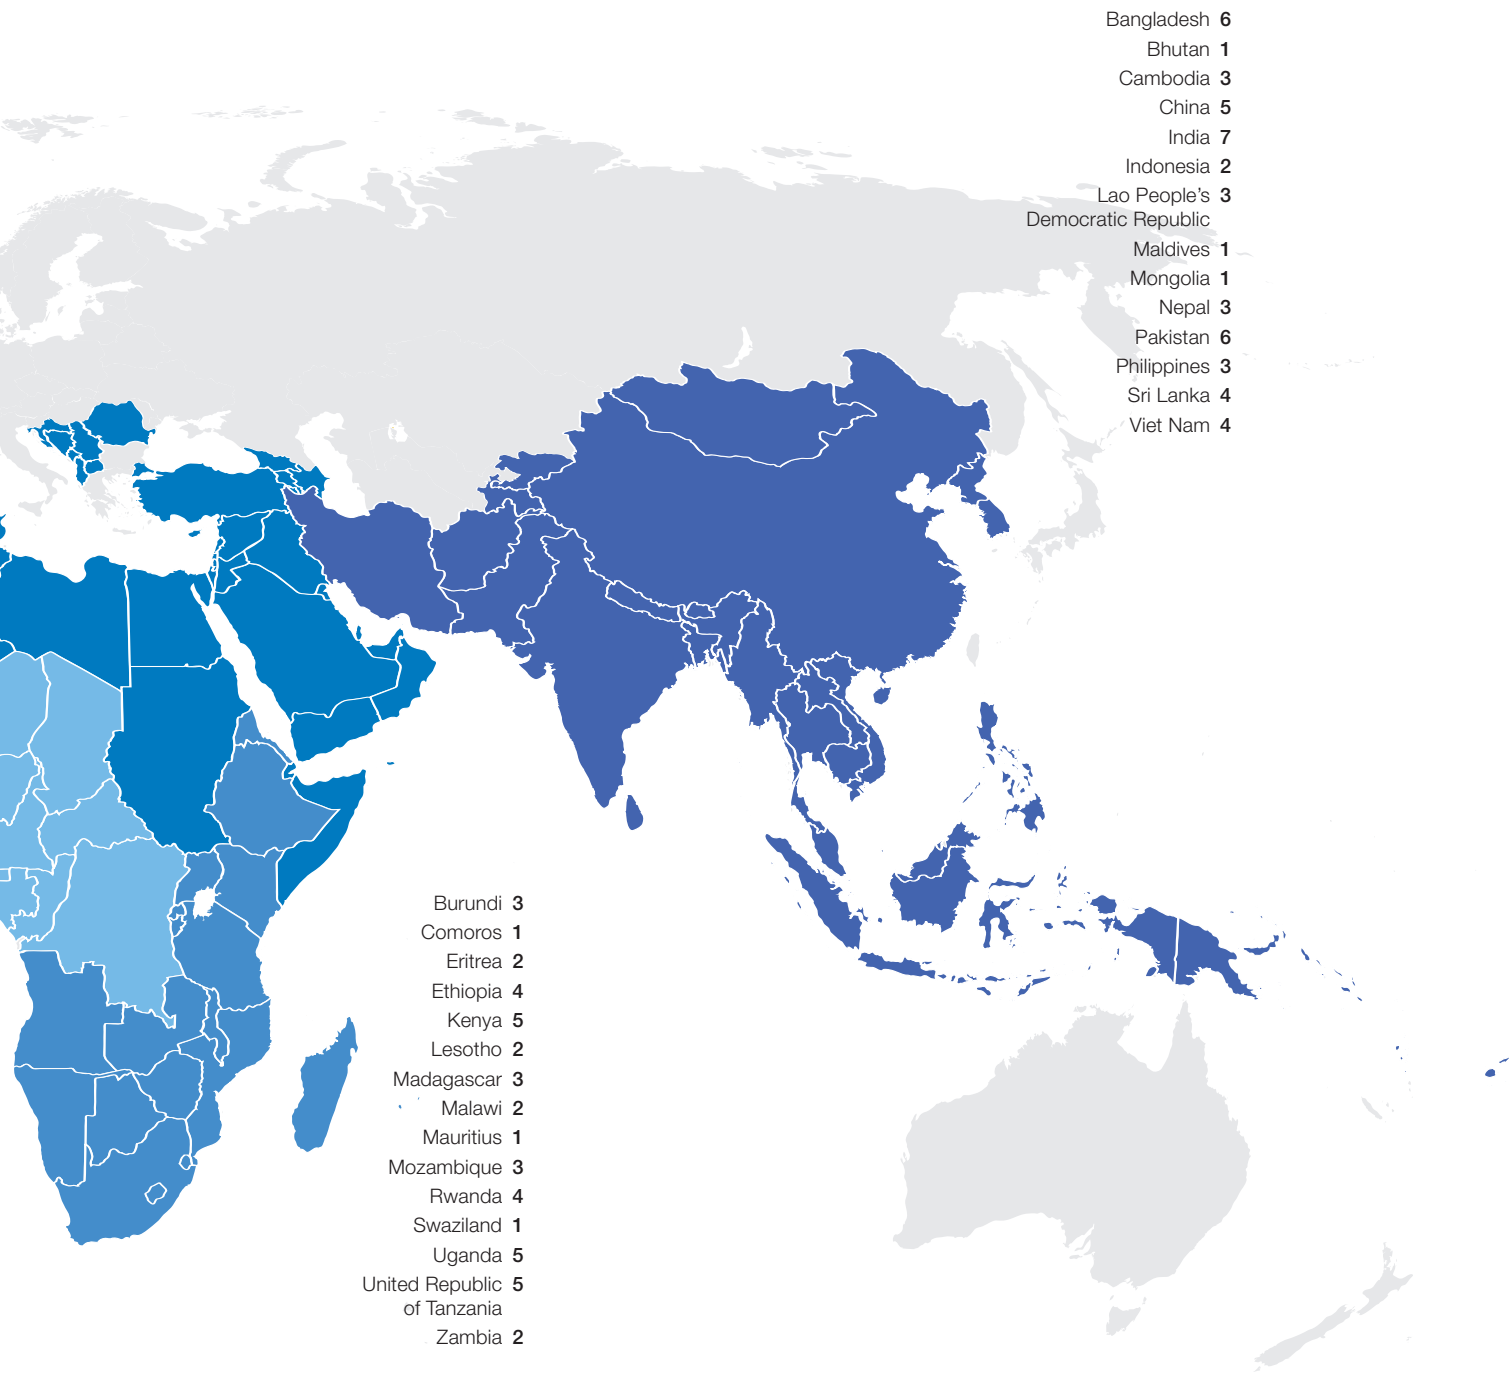 Bangladesh 6
Bhutan 1
Cambodia 3
China 5
India 7
Indonesia 2
Lao People's 3
Democratic Republic
Maldives 1
Mongolia 1
Nepal 3
Pakistan 6
Philippines 3
Sri Lanka 4
Viet Nam 4
Burundi 3
Comoros 1
Eritrea 2
Ethiopia 4
Kenya 5
Lesotho 2
Madagascar 3
Malawi 2
Mauritius 1
Mozambique 3
Rwanda 4
Swaziland 1
Uganda 5
United Republic 5
of Tanzania
Zambia 2